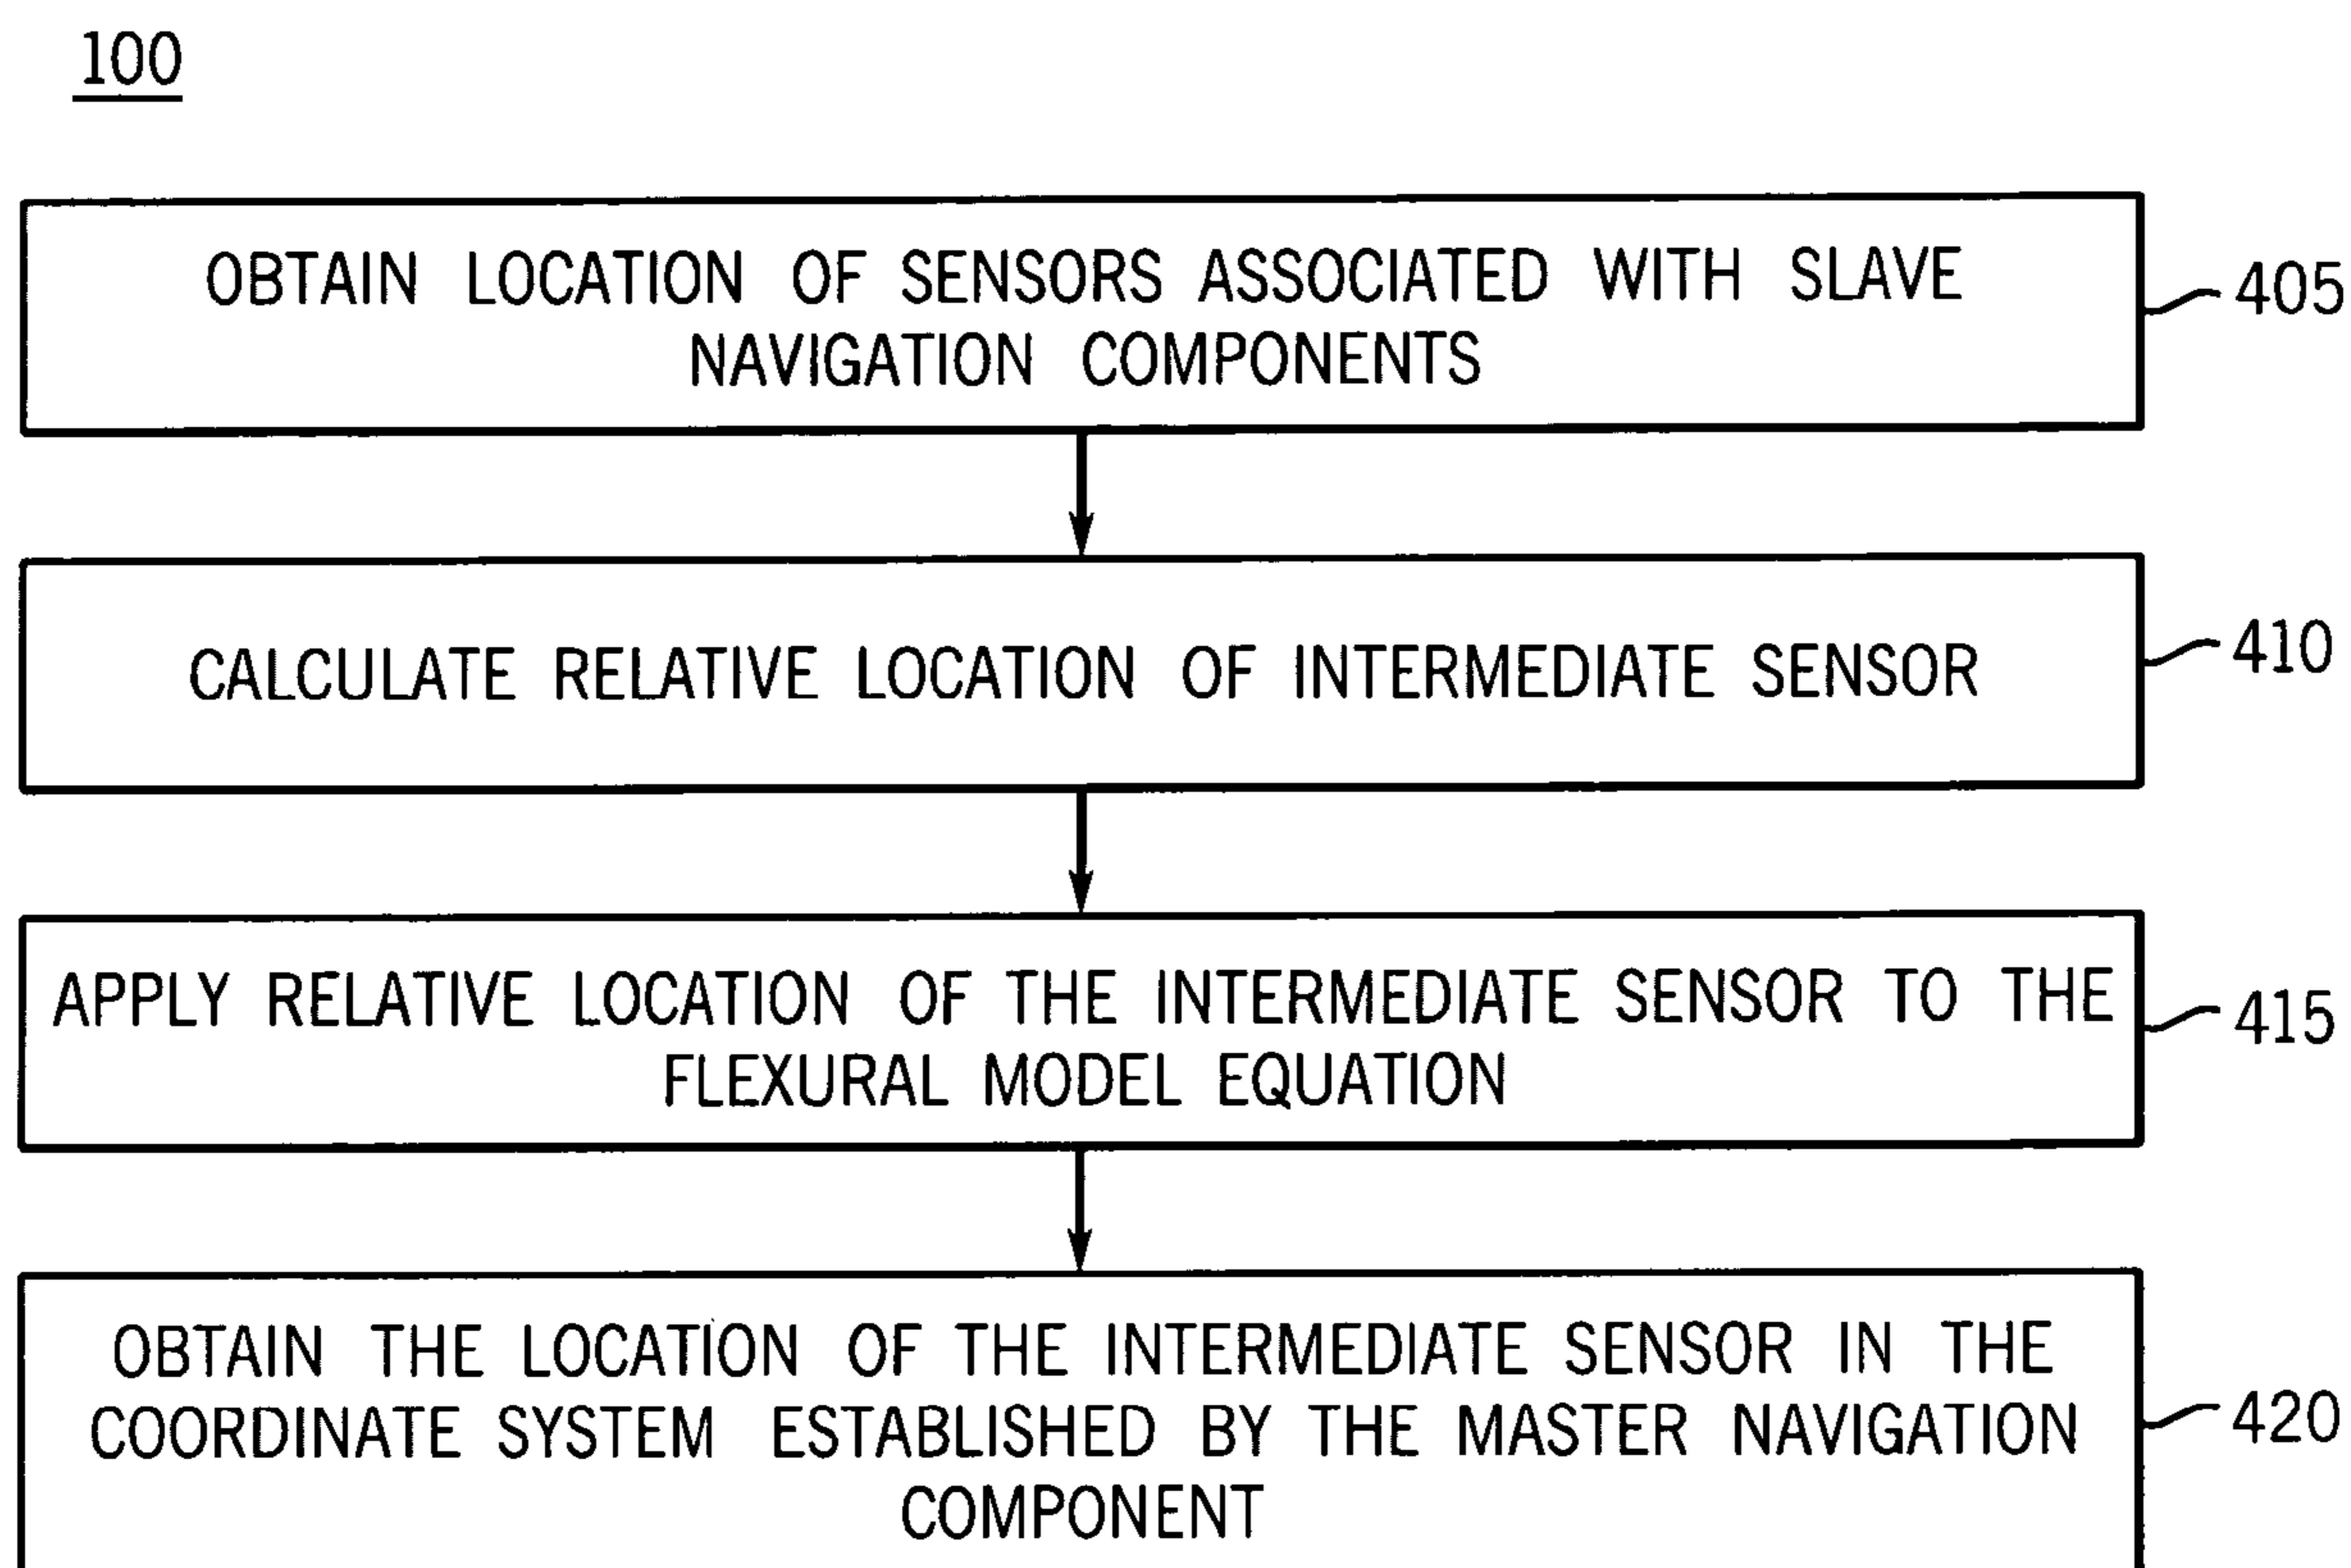 100
OBTAIN LOCATION OF SENSORS ASSOCIATED WITH SLAVE
NAVIGATION COMPONENTS
405
CALCULATE RELATIVE LOCATION OF INTERMEDIATE SENSOR
410
APPLY RELATIVE LOCATION OF THE INTERMEDIATE SENSOR TO THE
FLEXURAL MODEL EQUATION
415
OBTAIN THE LOCATION OF THE INTERMEDIATE SENSOR IN THE
COORDINATE SYSTEM ESTABLISHED BY THE MASTER NAVIGATION
COMPONENT
420